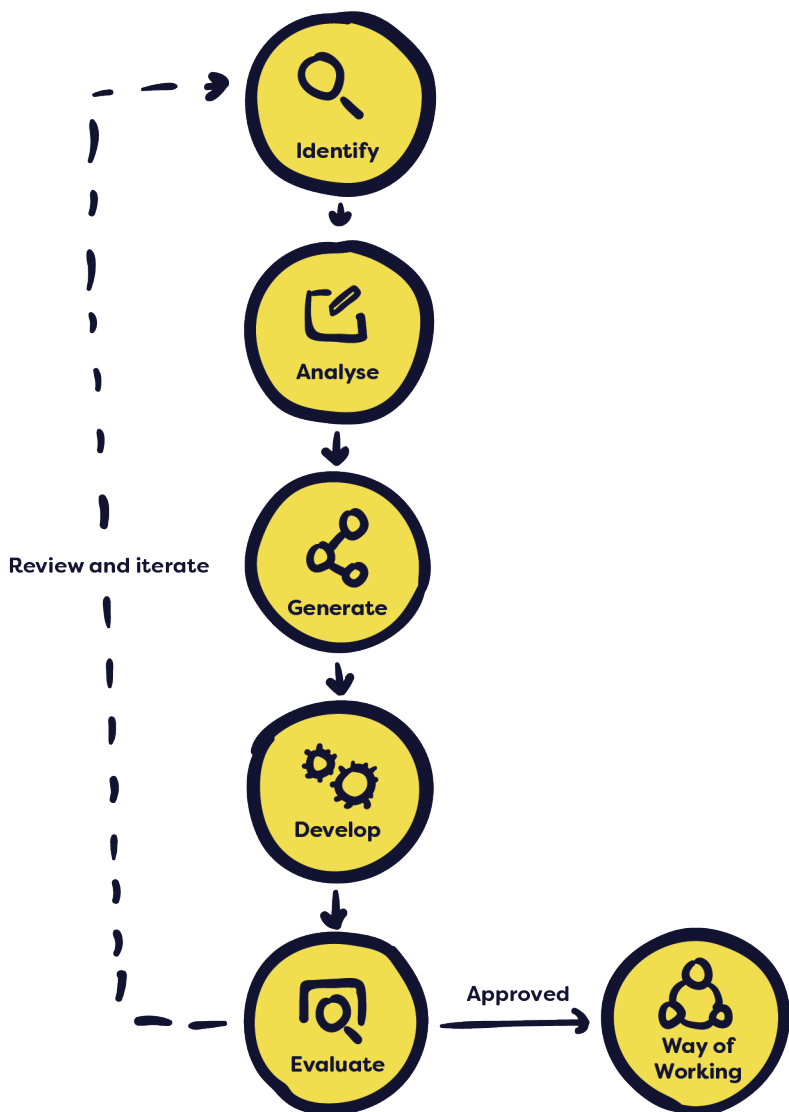 Identify
Analyse
Review and iterate
Generate
Develop
Approved
Evaluate
Way of
Working